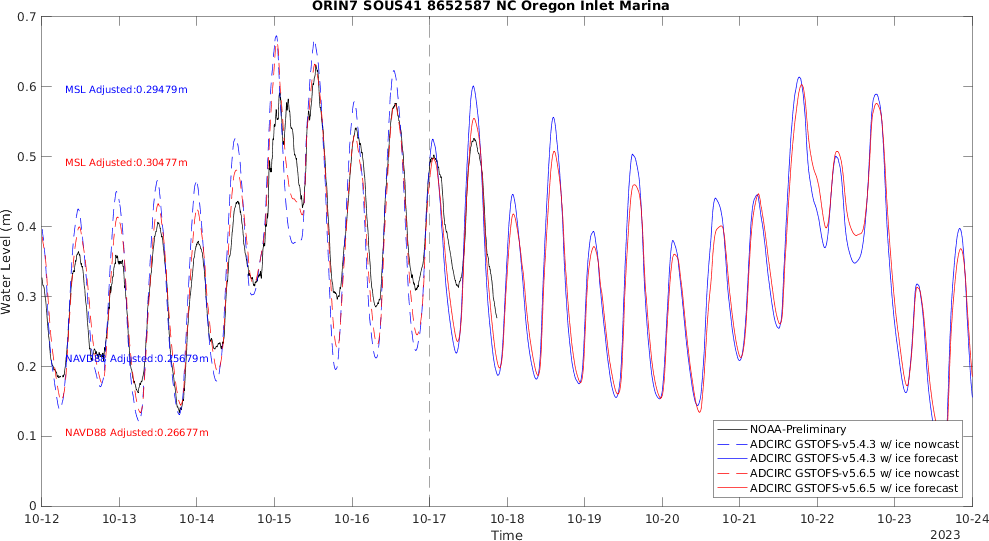 ORIN7 SOUS41 8652587 NC Oregon Inlet Marina
0.7
0.6
0.5
0.4
0.3
0.2
0.1
0
Water Level (m)
MSL Adjusted:0.29479m
MSL Adjusted:0.30477m
NAVD88 Adjusted:0.25679m
NAVD88 Adjusted:0.26677m
NOAA-Preliminary
ADCIRC GSTOFS-v5.4.3 w/ ice nowcast
ADCIRC GSTOFS-v5.4.3 w/ ice forecast
ADCIRC GSTOFS-v5.6.5 w/ ice nowcast
ADCIRC GSTOFS-v5.6.5 w/ ice forecast
10-12 10-13 10-14 10-15 10-16 10-17 10-18 10-19 10-20 10-21 10-22 10-23 10-24
Time
2023